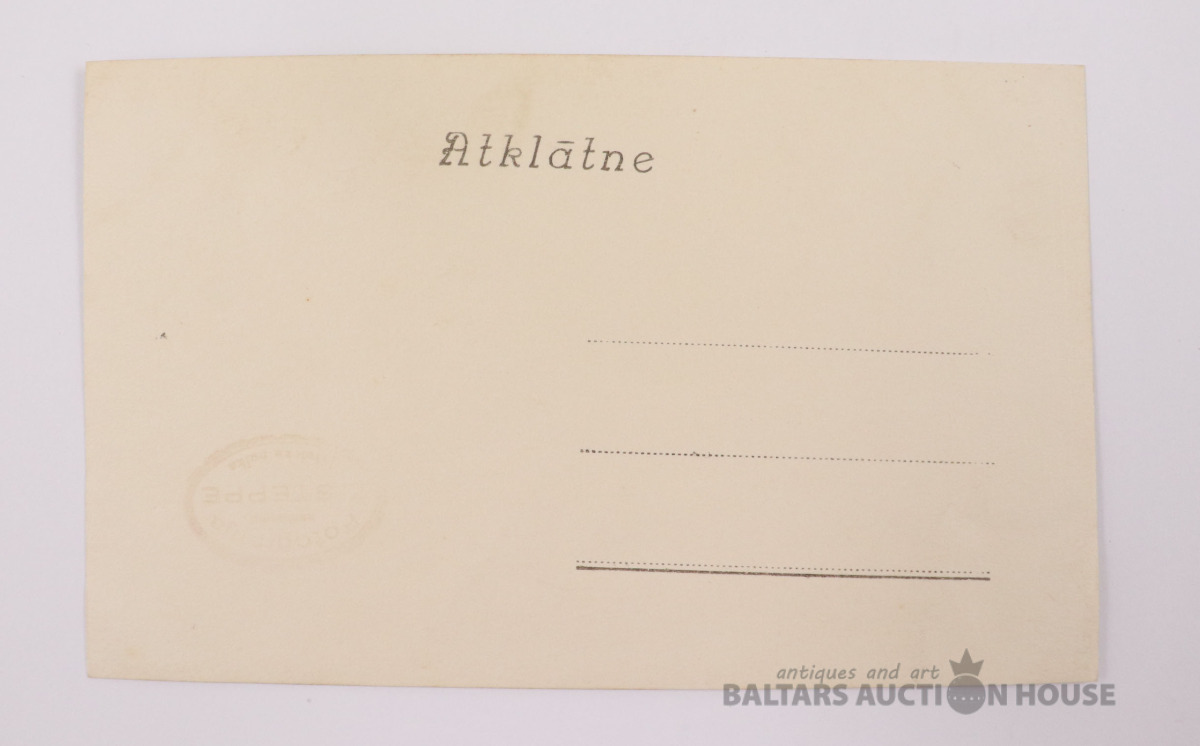 Atklātne
antiques and art
BALTARS AUCTION HOUSE